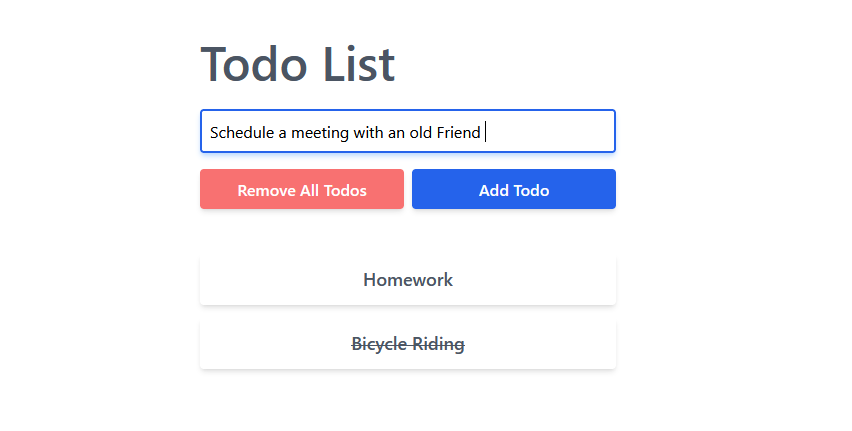 Todo List
Schedule a meeting with an old Friend
Remove All Todos
Add Todo
Homework
Bicycle Riding